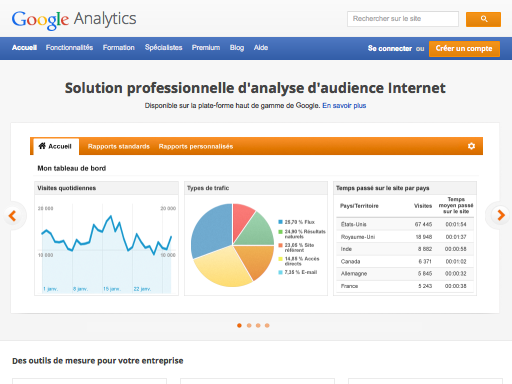 Google Analytics
Rechercher sur le site
Accueil Fonctionnalités Formation Spécialistes Premium Blog Aide
Se connecter ou Créer un compte
Solution professionnelle d'analyse d'audience Internet
Disponible sur la plate-forme haut de gamme de Google. En savoir plus
Accueil Rapports standards Rapports personnalisés
Mon tableau de bord
Visites quotidiennes
20 000 20 000
10 000 10 000
1 janv. 8 janv. 15 janv. 22 janv.
Types de trafic
28,70 % Flux
24,90 % Résultats
naturels
23,00 % Site
référent
14,85 % Accès
directs
7,35 % E-mail
Temps passé sur le site par pays
Pays/Territoire Visites Temps
moyen passé
sur le site
États-Unis 67 445 00:01:54
Royaume-Uni 18 948 00:01:37
Inde 8 882 00:00:58
Canada 6 371 00:01:02
Allemagne 5 845 00:00:32
France 5 243 00:00:38
Des outils de mesure pour votre entreprise